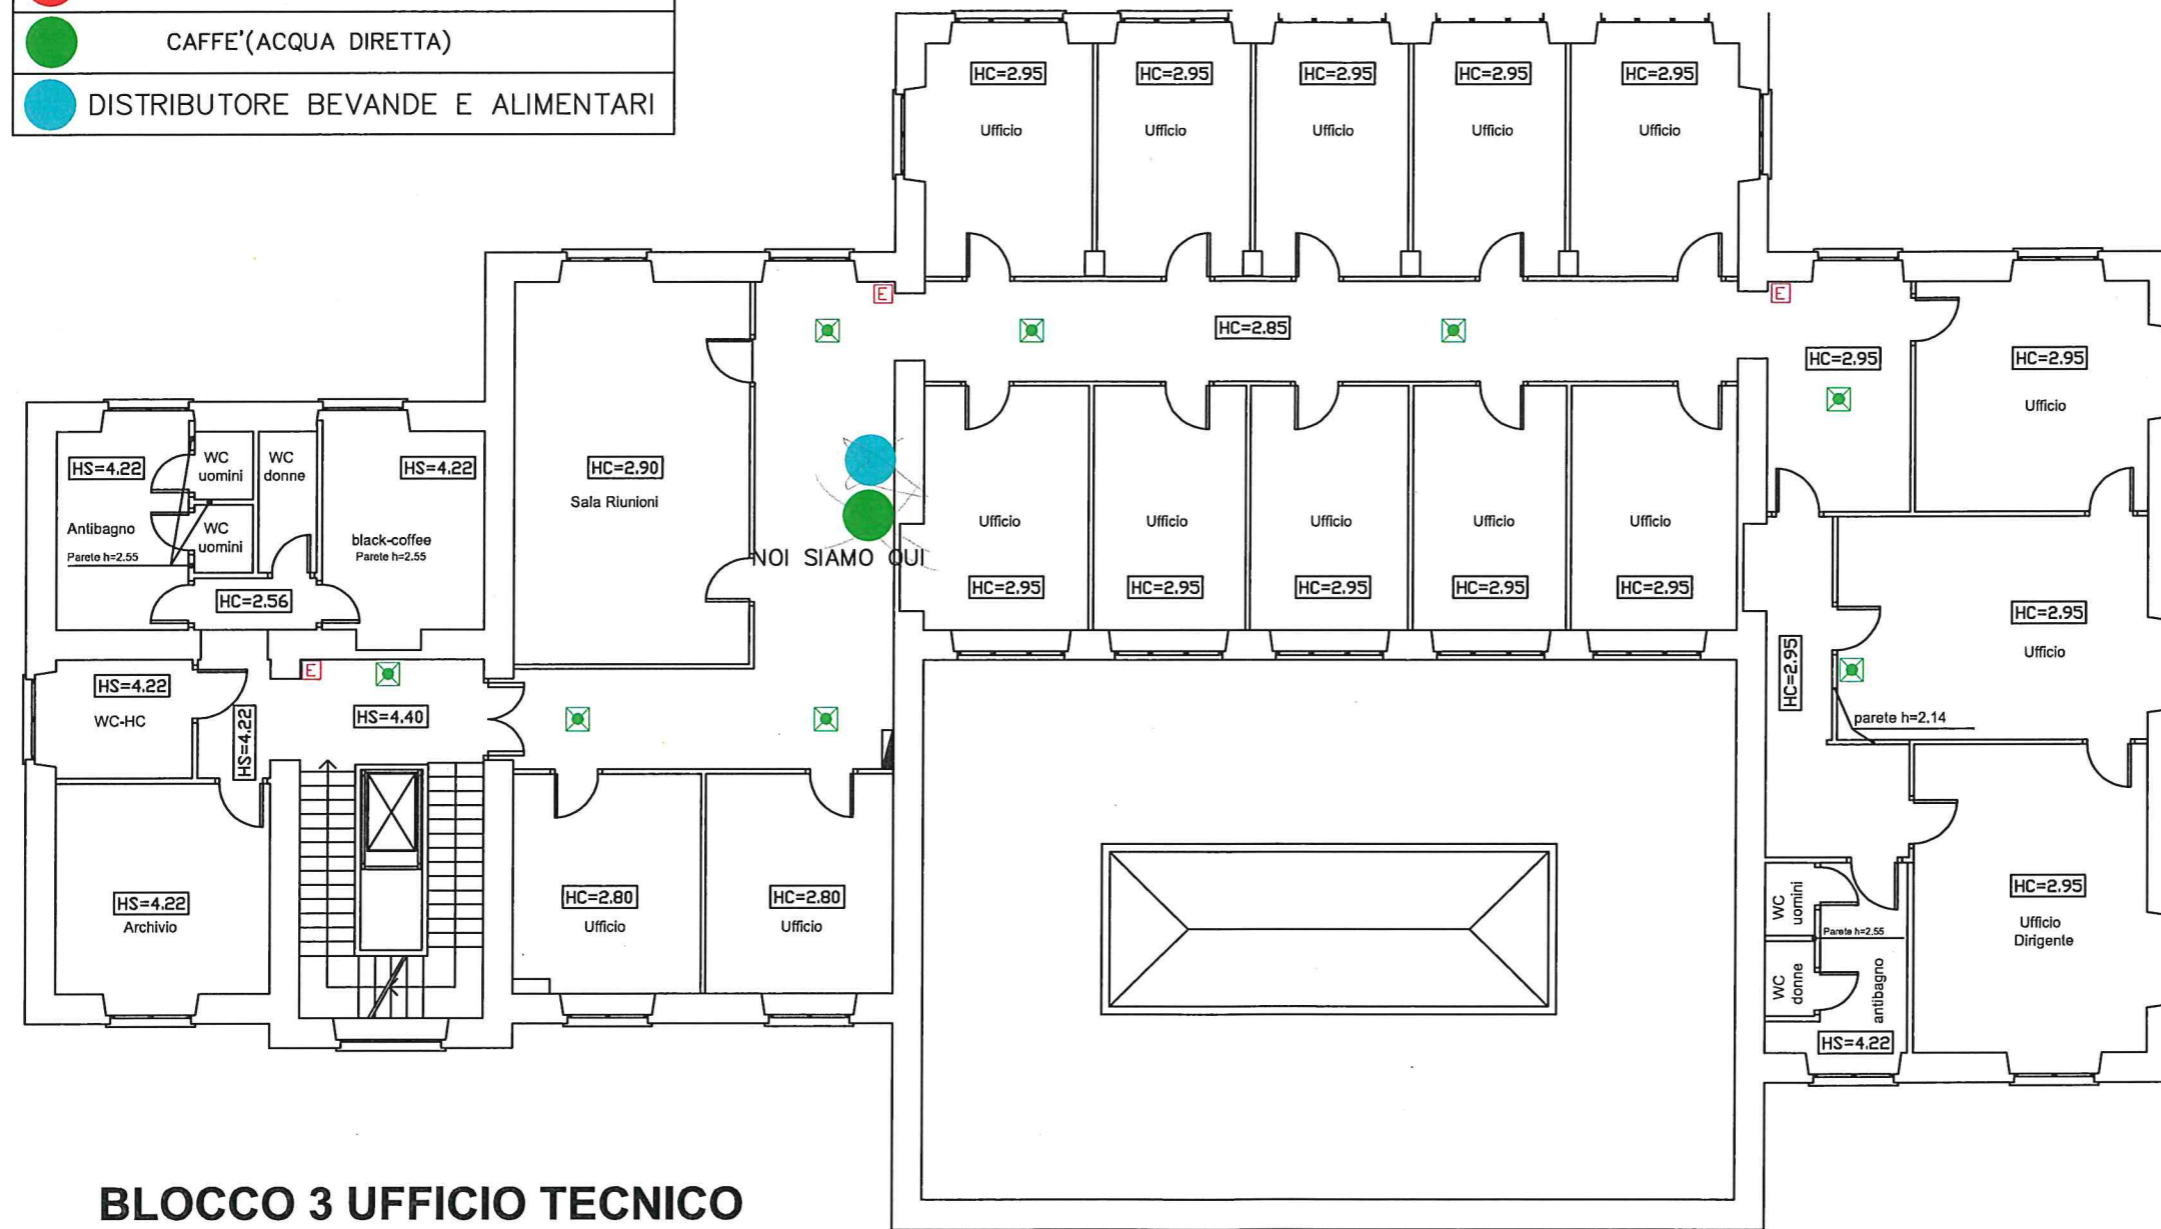 CAFFE'(ACQUA DIRETTA)
DISTRIBUTORE BEVANDE E ALIMENTARI
HC=2.95
HC=2.95
HC=2.95
HC=2.95
HC=2.95
Ufficio
Ufficio
Ufficio
Ufficio
Ufficio
E
E
HC=2.85
HC=2.95
HC=2.95
Ufficio
HS=4.22
WC
uomini
WC
donne
HS=4.22
HC=2.90
Sala Riunioni
Antibagno
Parete h=2.55
WC
uomini
black-coffee
Parete h=2.55
NOI SIAMO QUI
Ufficio
Ufficio
Ufficio
Ufficio
Ufficio
HC=2.95
HC=2.95
HC=2.95
HC=2.95
HC=2.95
HC=2.56
HC=2.95
Ufficio
HC=2.95
parete h=2.14
E
HS=4.22
WC-HC
HS=4.22
HS=4.40
HS=4.22
Archivio
HC=2.80
Ufficio
HC=2.80
Ufficio
WC
uomini
Parete h=2.55
WC
donne
antibagno
HS=4.22
HC=2.95
Ufficio
Dirigente
BLOCCO 3 UFFICIO TECNICO